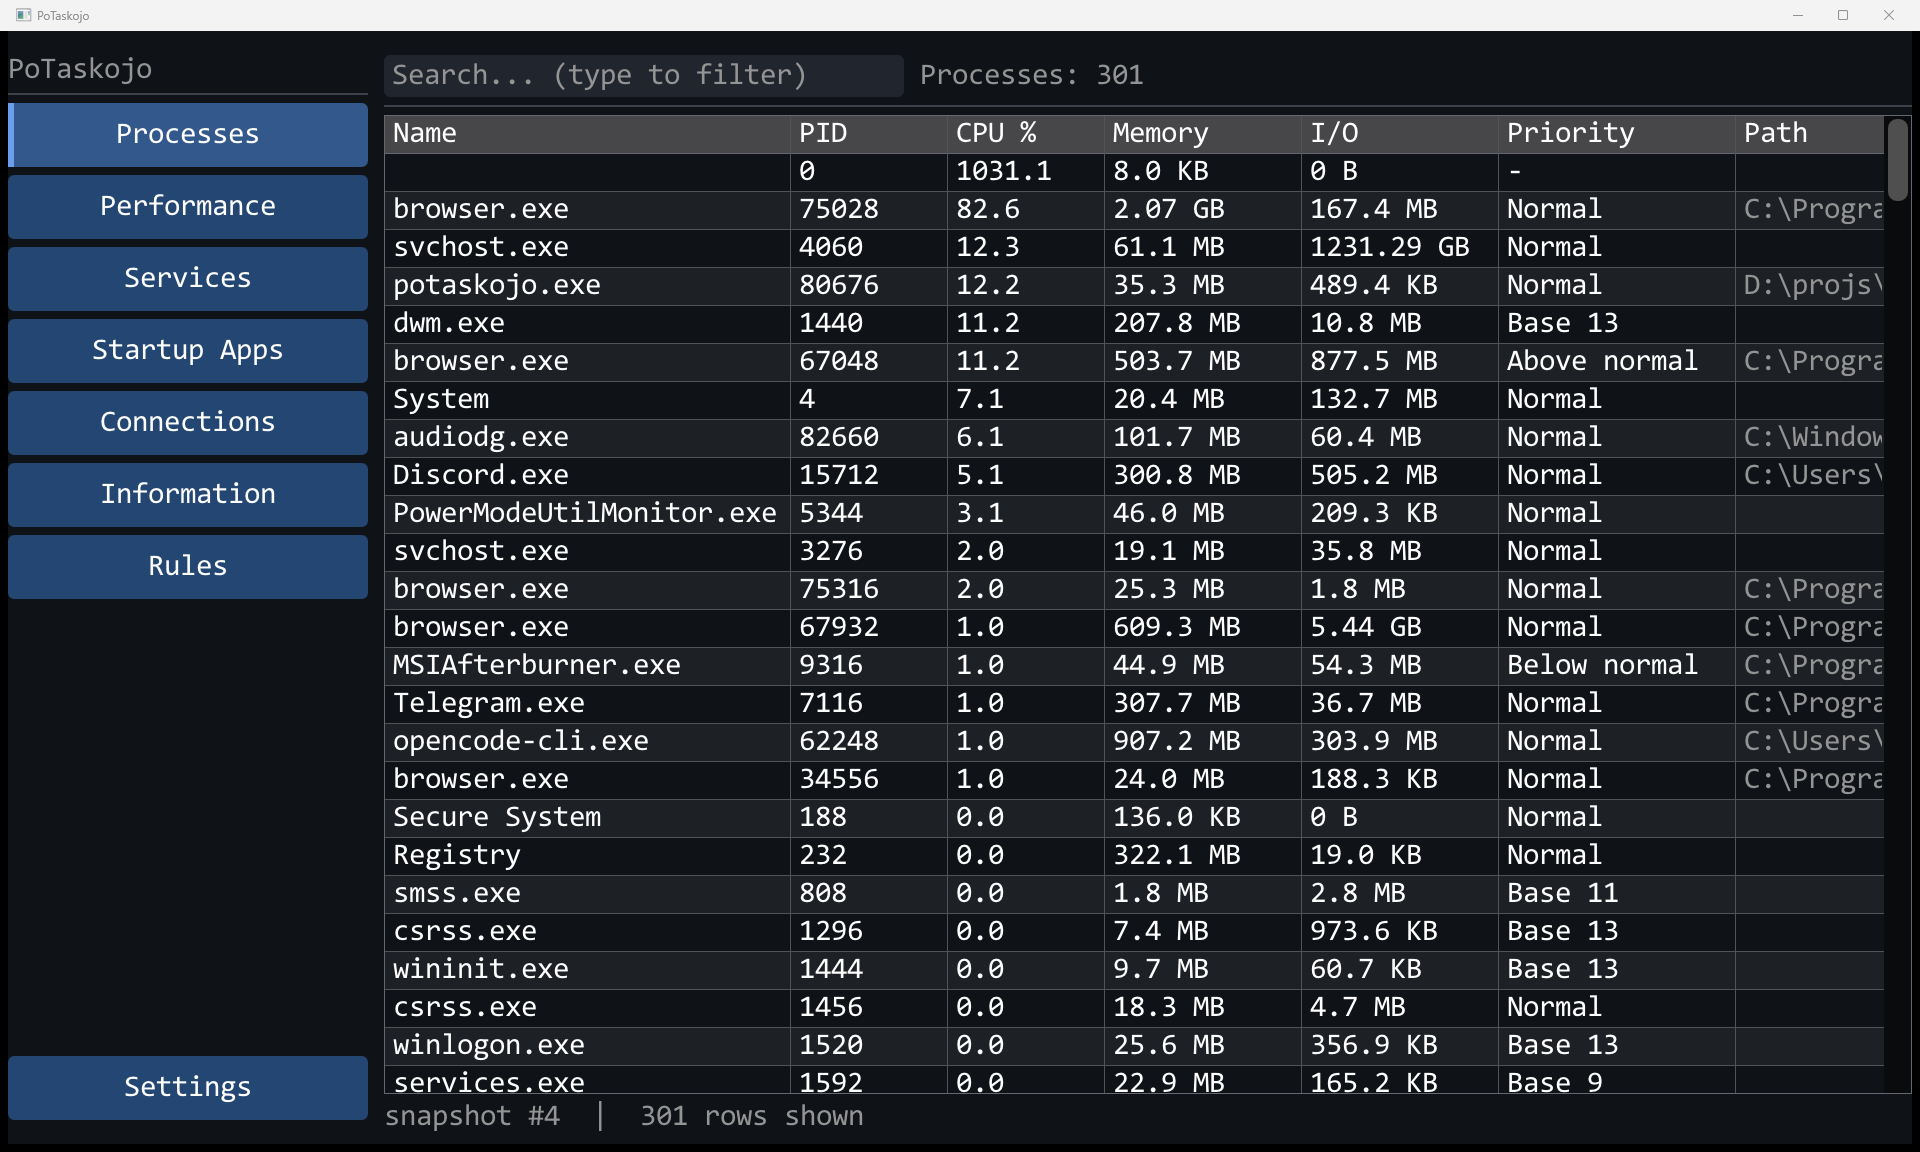 PoTaskojo
PoTaskojo
Processes
Performance
Services
Startup Apps
Connections
Information
Rules
Settings
Search... (type to filter) Processes: 301
Name PID CPU % Memory I/O Priority Path
0 1031.1 8.0 KB 0 B -
browser.exe 75028 82.6 2.07 GB 167.4 MB Normal C:\Progra
svchost.exe 4060 12.3 61.1 MB 1231.29 GB Normal
potaskojo.exe 80676 12.2 35.3 MB 489.4 KB Normal D:\projs\
dwm.exe 1440 11.2 207.8 MB 10.8 MB Base 13
browser.exe 67048 11.2 503.7 MB 877.5 MB Above normal C:\Progra
System 4 7.1 20.4 MB 132.7 MB Normal
audiodg.exe 82660 6.1 101.7 MB 60.4 MB Normal C:\Window
Discord.exe 15712 5.1 300.8 MB 505.2 MB Normal C:\Users\
PowerModeUtilMonitor.exe 5344 3.1 46.0 MB 209.3 KB Normal
svchost.exe 3276 2.0 19.1 MB 35.8 MB Normal
browser.exe 75316 2.0 25.3 MB 1.8 MB Normal C:\Progra
browser.exe 67932 1.0 609.3 MB 5.44 GB Normal C:\Progra
MSIAfterburner.exe 9316 1.0 44.9 MB 54.3 MB Below normal C:\Progra
Telegram.exe 7116 1.0 307.7 MB 36.7 MB Normal C:\Progra
opencode-cli.exe 62248 1.0 907.2 MB 303.9 MB Normal C:\Users\
browser.exe 34556 1.0 24.0 MB 188.3 KB Normal C:\Progra
Secure System 188 0.0 136.0 KB 0 B Normal
Registry 232 0.0 322.1 MB 19.0 KB Normal
smss.exe 808 0.0 1.8 MB 2.8 MB Base 11
csrss.exe 1296 0.0 7.4 MB 973.6 KB Base 13
wininit.exe 1444 0.0 9.7 MB 60.7 KB Base 13
csrss.exe 1456 0.0 18.3 MB 4.7 MB Normal
winlogon.exe 1520 0.0 25.6 MB 356.9 KB Base 13
services.exe 1592 0.0 22.9 MB 165.2 KB Base 9
snapshot #4 | 301 rows shown